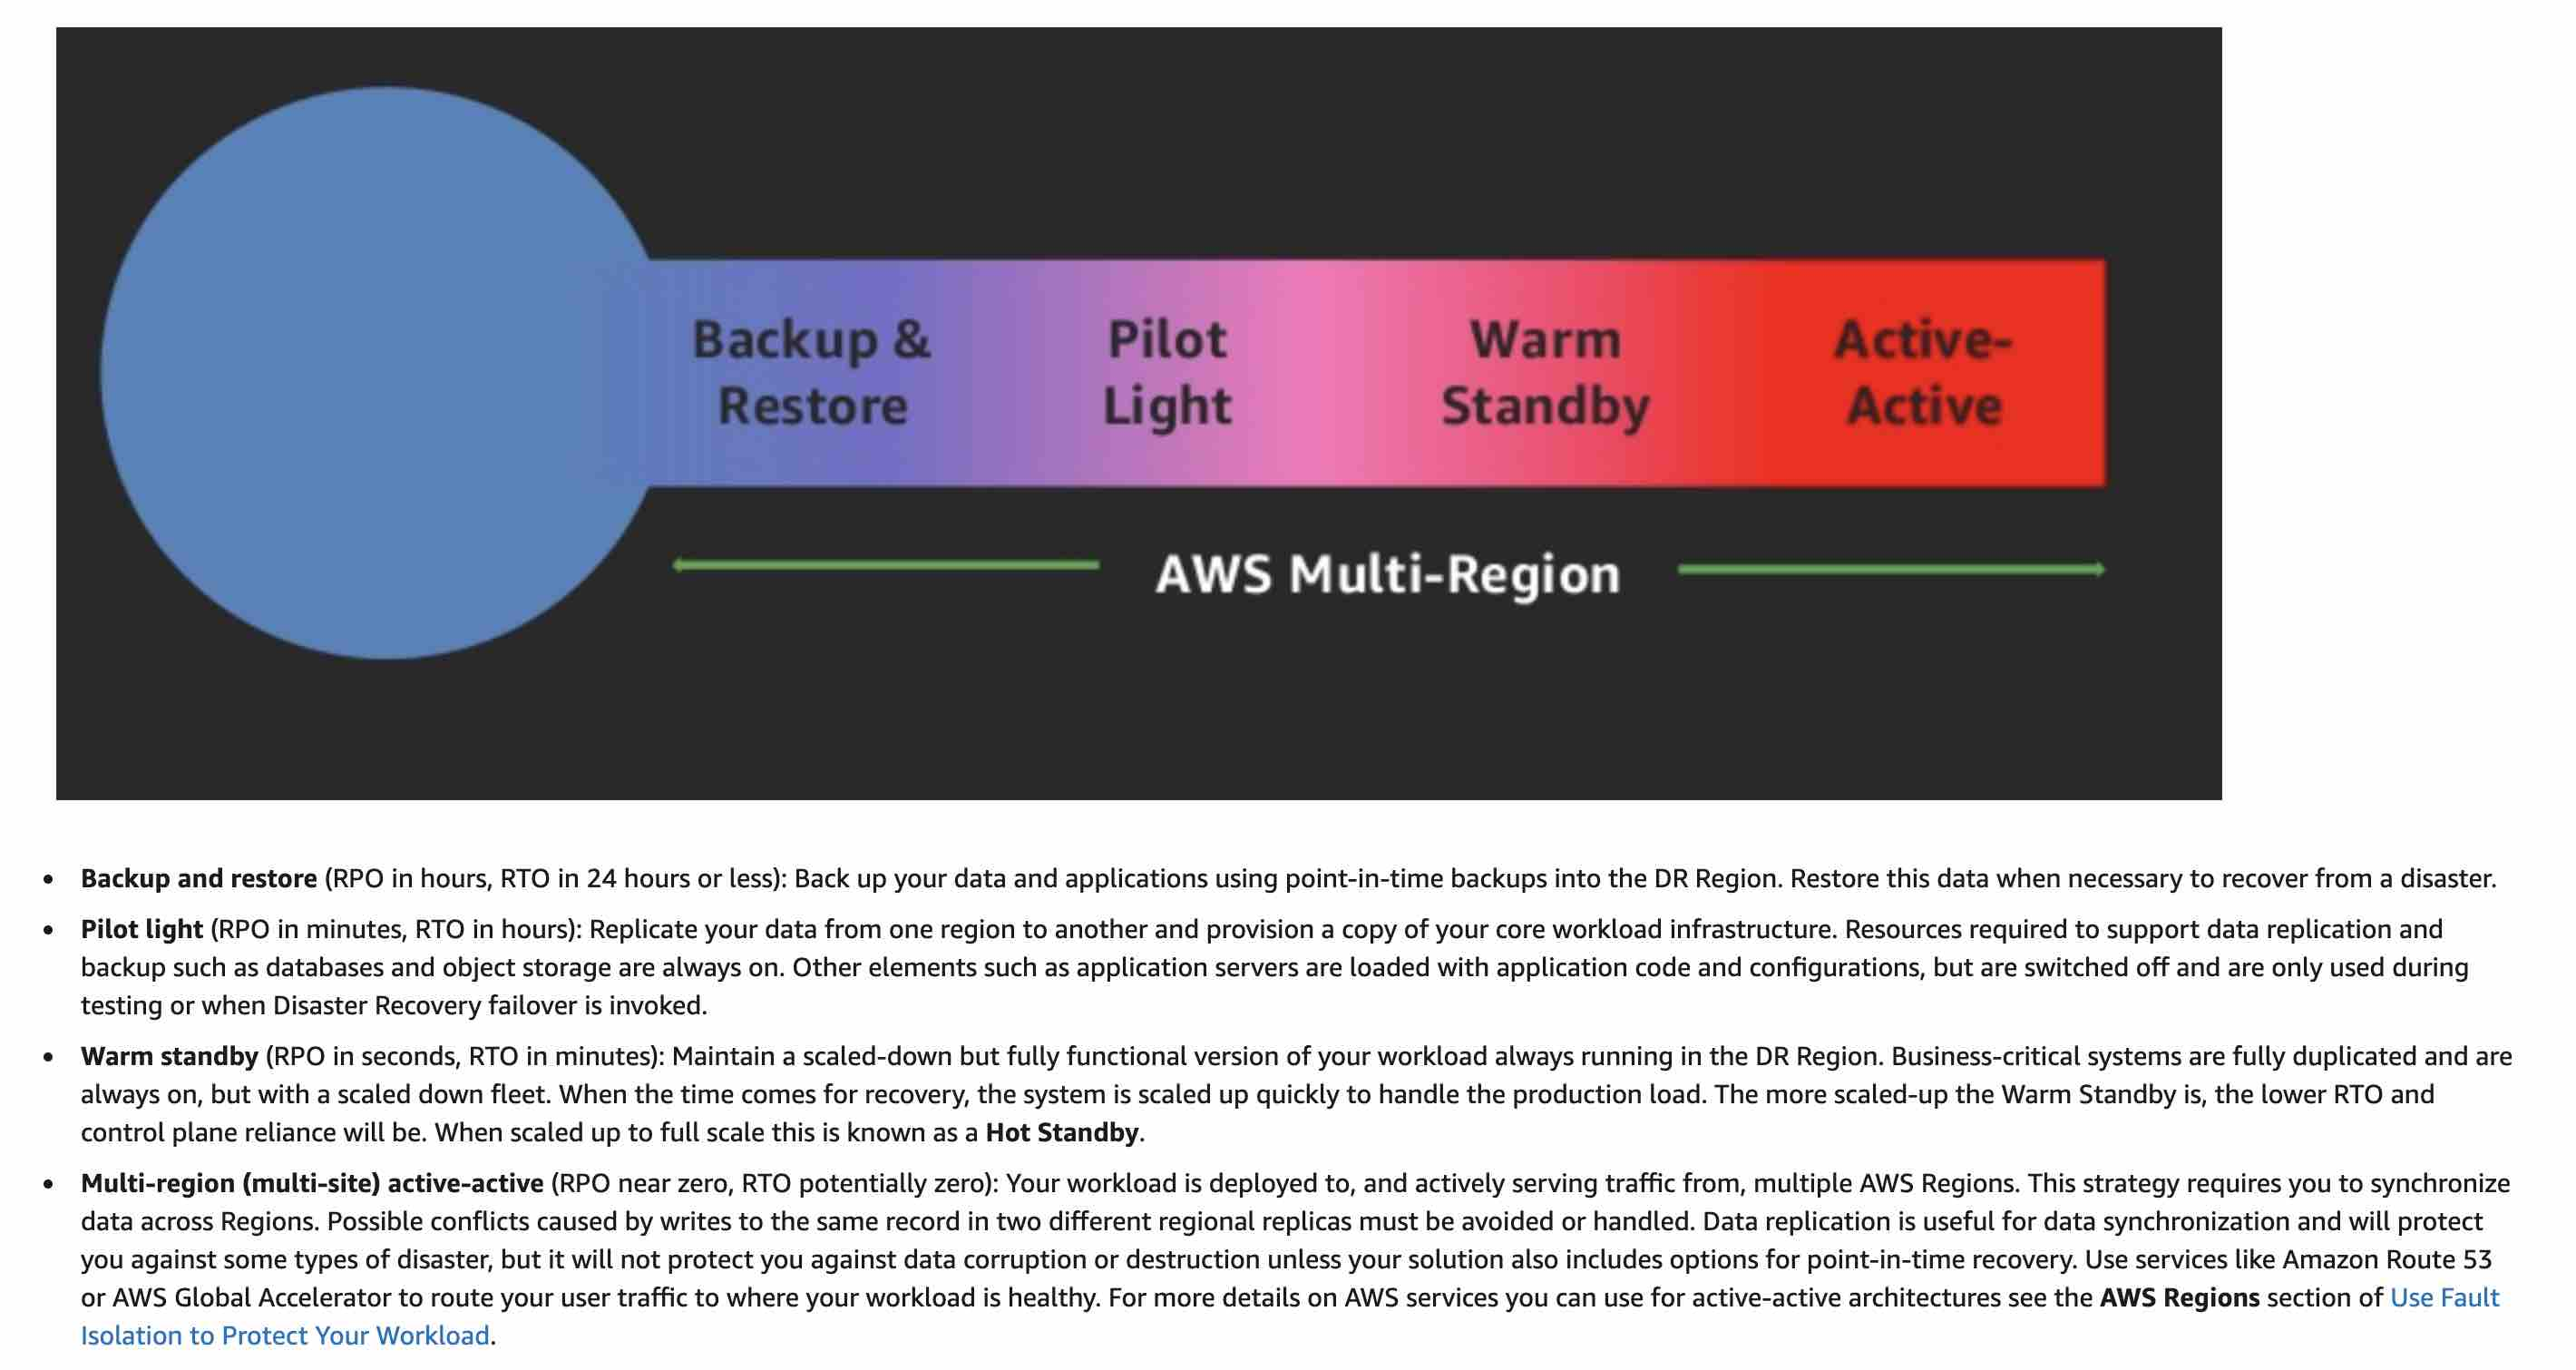 Backup &
Restore
Pilot
Light
Warm
Standby
Active-
Active
AWS Multi-Region
• Backup and restore (RPO in hours, RTO in 24 hours or less): Back up your data and applications using point-in-time backups into the DR Region. Restore this data when necessary to recover from a disaster.
• Pilot light (RPO in minutes, RTO in hours): Replicate your data from one region to another and provision a copy of your core workload infrastructure. Resources required to support data replication and
backup such as databases and object storage are always on. Other elements such as application servers are loaded with application code and configurations, but are switched off and are only used during
testing or when Disaster Recovery failover is invoked.
• Warm standby (RPO in seconds, RTO in minutes): Maintain a scaled-down but fully functional version of your workload always running in the DR Region. Business-critical systems are fully duplicated and are
always on, but with a scaled down fleet. When the time comes for recovery, the system is scaled up quickly to handle the production load. The more scaled-up the Warm Standby is, the lower RTO and
control plane reliance will be. When scaled up to full scale this is known as a Hot Standby.
• Multi-region (multi-site) active-active (RPO near zero, RTO potentially zero): Your workload is deployed to, and actively serving traffic from, multiple AWS Regions. This strategy requires you to synchronize
data across Regions. Possible conflicts caused by writes to the same record in two different regional replicas must be avoided or handled. Data replication is useful for data synchronization and will protect
you against some types of disaster, but it will not protect you against data corruption or destruction unless your solution also includes options for point-in-time recovery. Use services like Amazon Route 53
or AWS Global Accelerator to route your user traffic to where your workload is healthy. For more details on AWS services you can use for active-active architectures see the AWS Regions section of Use Fault
Isolation to Protect Your Workload.